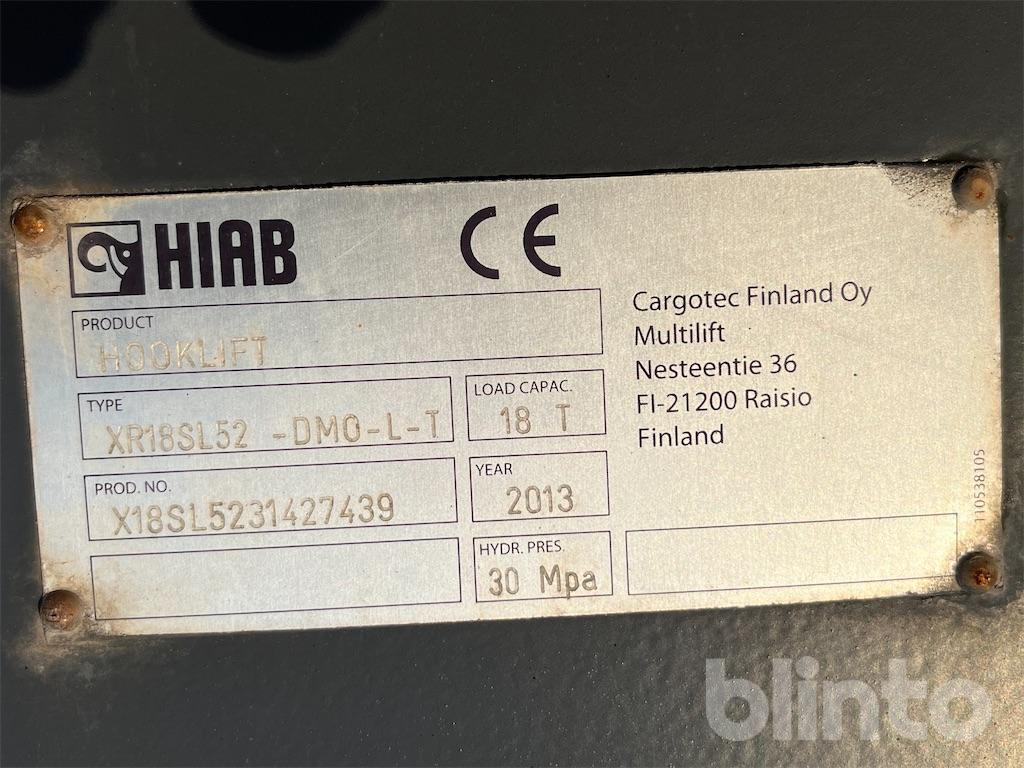 HIAB
CE
PRODUCT
HOOKLIFT
TYPE
XR18SL52 -DMO-L-T
LOAD CAPAC.
18 T
PROD. NO.
X18SL5231427439
YEAR
2013
HYDR. PRES.
30 Mpa
Cargotec Finland Oy
Multilift
Nesteentie 36
FI-21200 Raisio
Finland
110538105
blinto